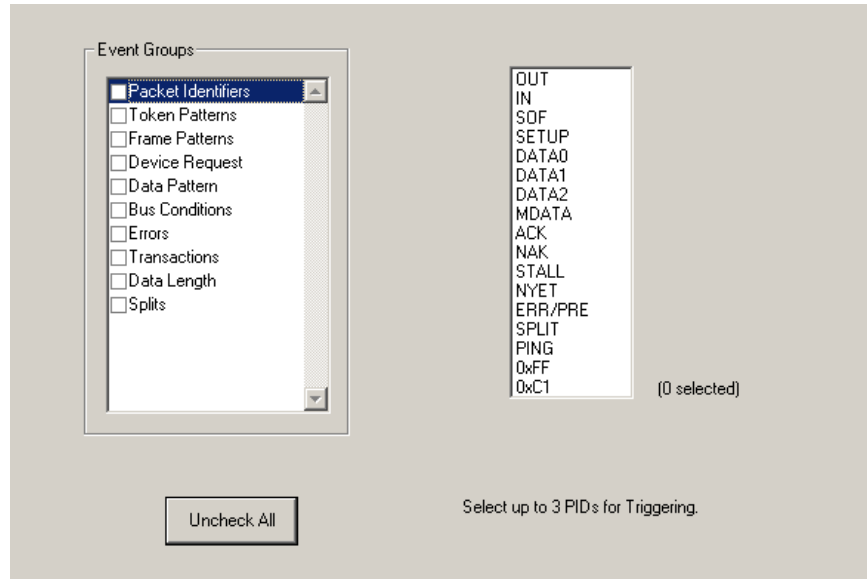 Event Groups
Packet Identifiers
Token Patterns
Frame Patterns
Device Request
Data Pattern
Bus Conditions
Errors
Transactions
Data Length
Splits
OUT
IN
SOF
SETUP
DATA0
DATA1
DATA2
MDATA
ACK
NAK
STALL
NYET
ERR/PRE
SPLIT
PING
0xFF
0xC1
(0 selected)
Uncheck All
Select up to 3 PIDs for Triggering.